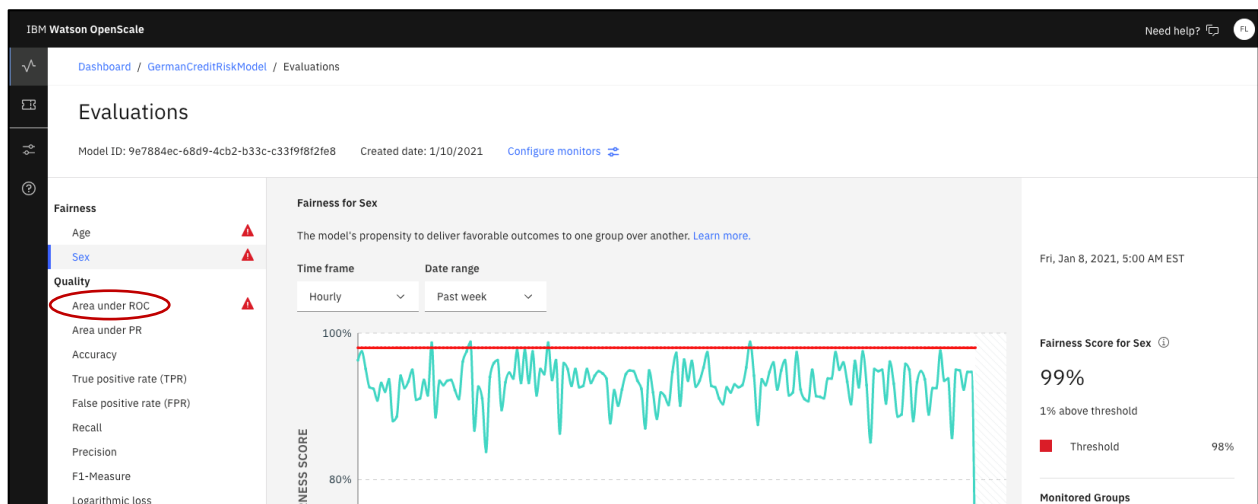 IBM Watson OpenScale
Need help?
FL
Dashboard / GermanCreditRiskModel / Evaluations
Evaluations
Model ID: 9e7884ec-68d9-4cb2-b33c-c33f9f8f2fe8 Created date: 1/10/2021 Configure monitors
Fairness
Age
Sex
Quality
Area under ROC
Area under PR
Accuracy
True positive rate (TPR)
False positive rate (FPR)
Recall
Precision
F1-Measure
Logarithmic loss
Fairness for Sex
The model's propensity to deliver favorable outcomes to one group over another. Learn more.
Time frame Date range
Hourly Past week
100%
80%
NESS SCORE
Fri, Jan 8, 2021, 5:00 AM EST
Fairness Score for Sex
99%
1% above threshold
Threshold 98%
Monitored Groups